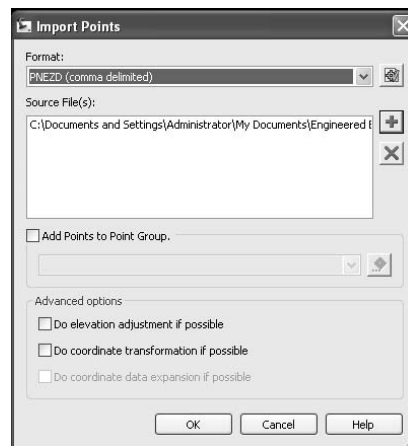 Import Points
Format:
PNEZD (comma delimited)
Source File(s):
C:\Documents and Settings\Administrator\My Documents\Engineered E
Add Points to Point Group.
Advanced options
Do elevation adjustment if possible
Do coordinate transformation if possible
Do coordinate data expansion if possible
OK Cancel Help